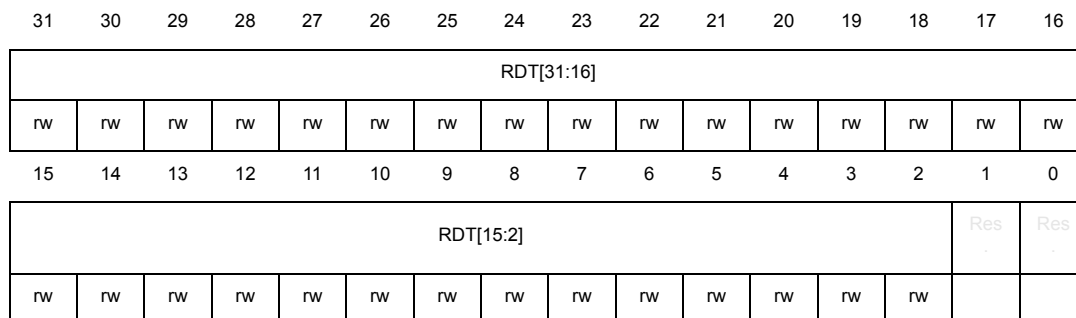 31 30 29 28 27 26 25 24 23 22 21 20 19 18 17 16
RDT[31:16]
rw rw rw rw rw rw rw rw rw rw rw rw rw rw rw rw
15 14 13 12 11 10 9 8 7 6 5 4 3 2 1 0
RDT[15:2] Res. Res.
rw rw rw rw rw rw rw rw rw rw rw rw rw rw